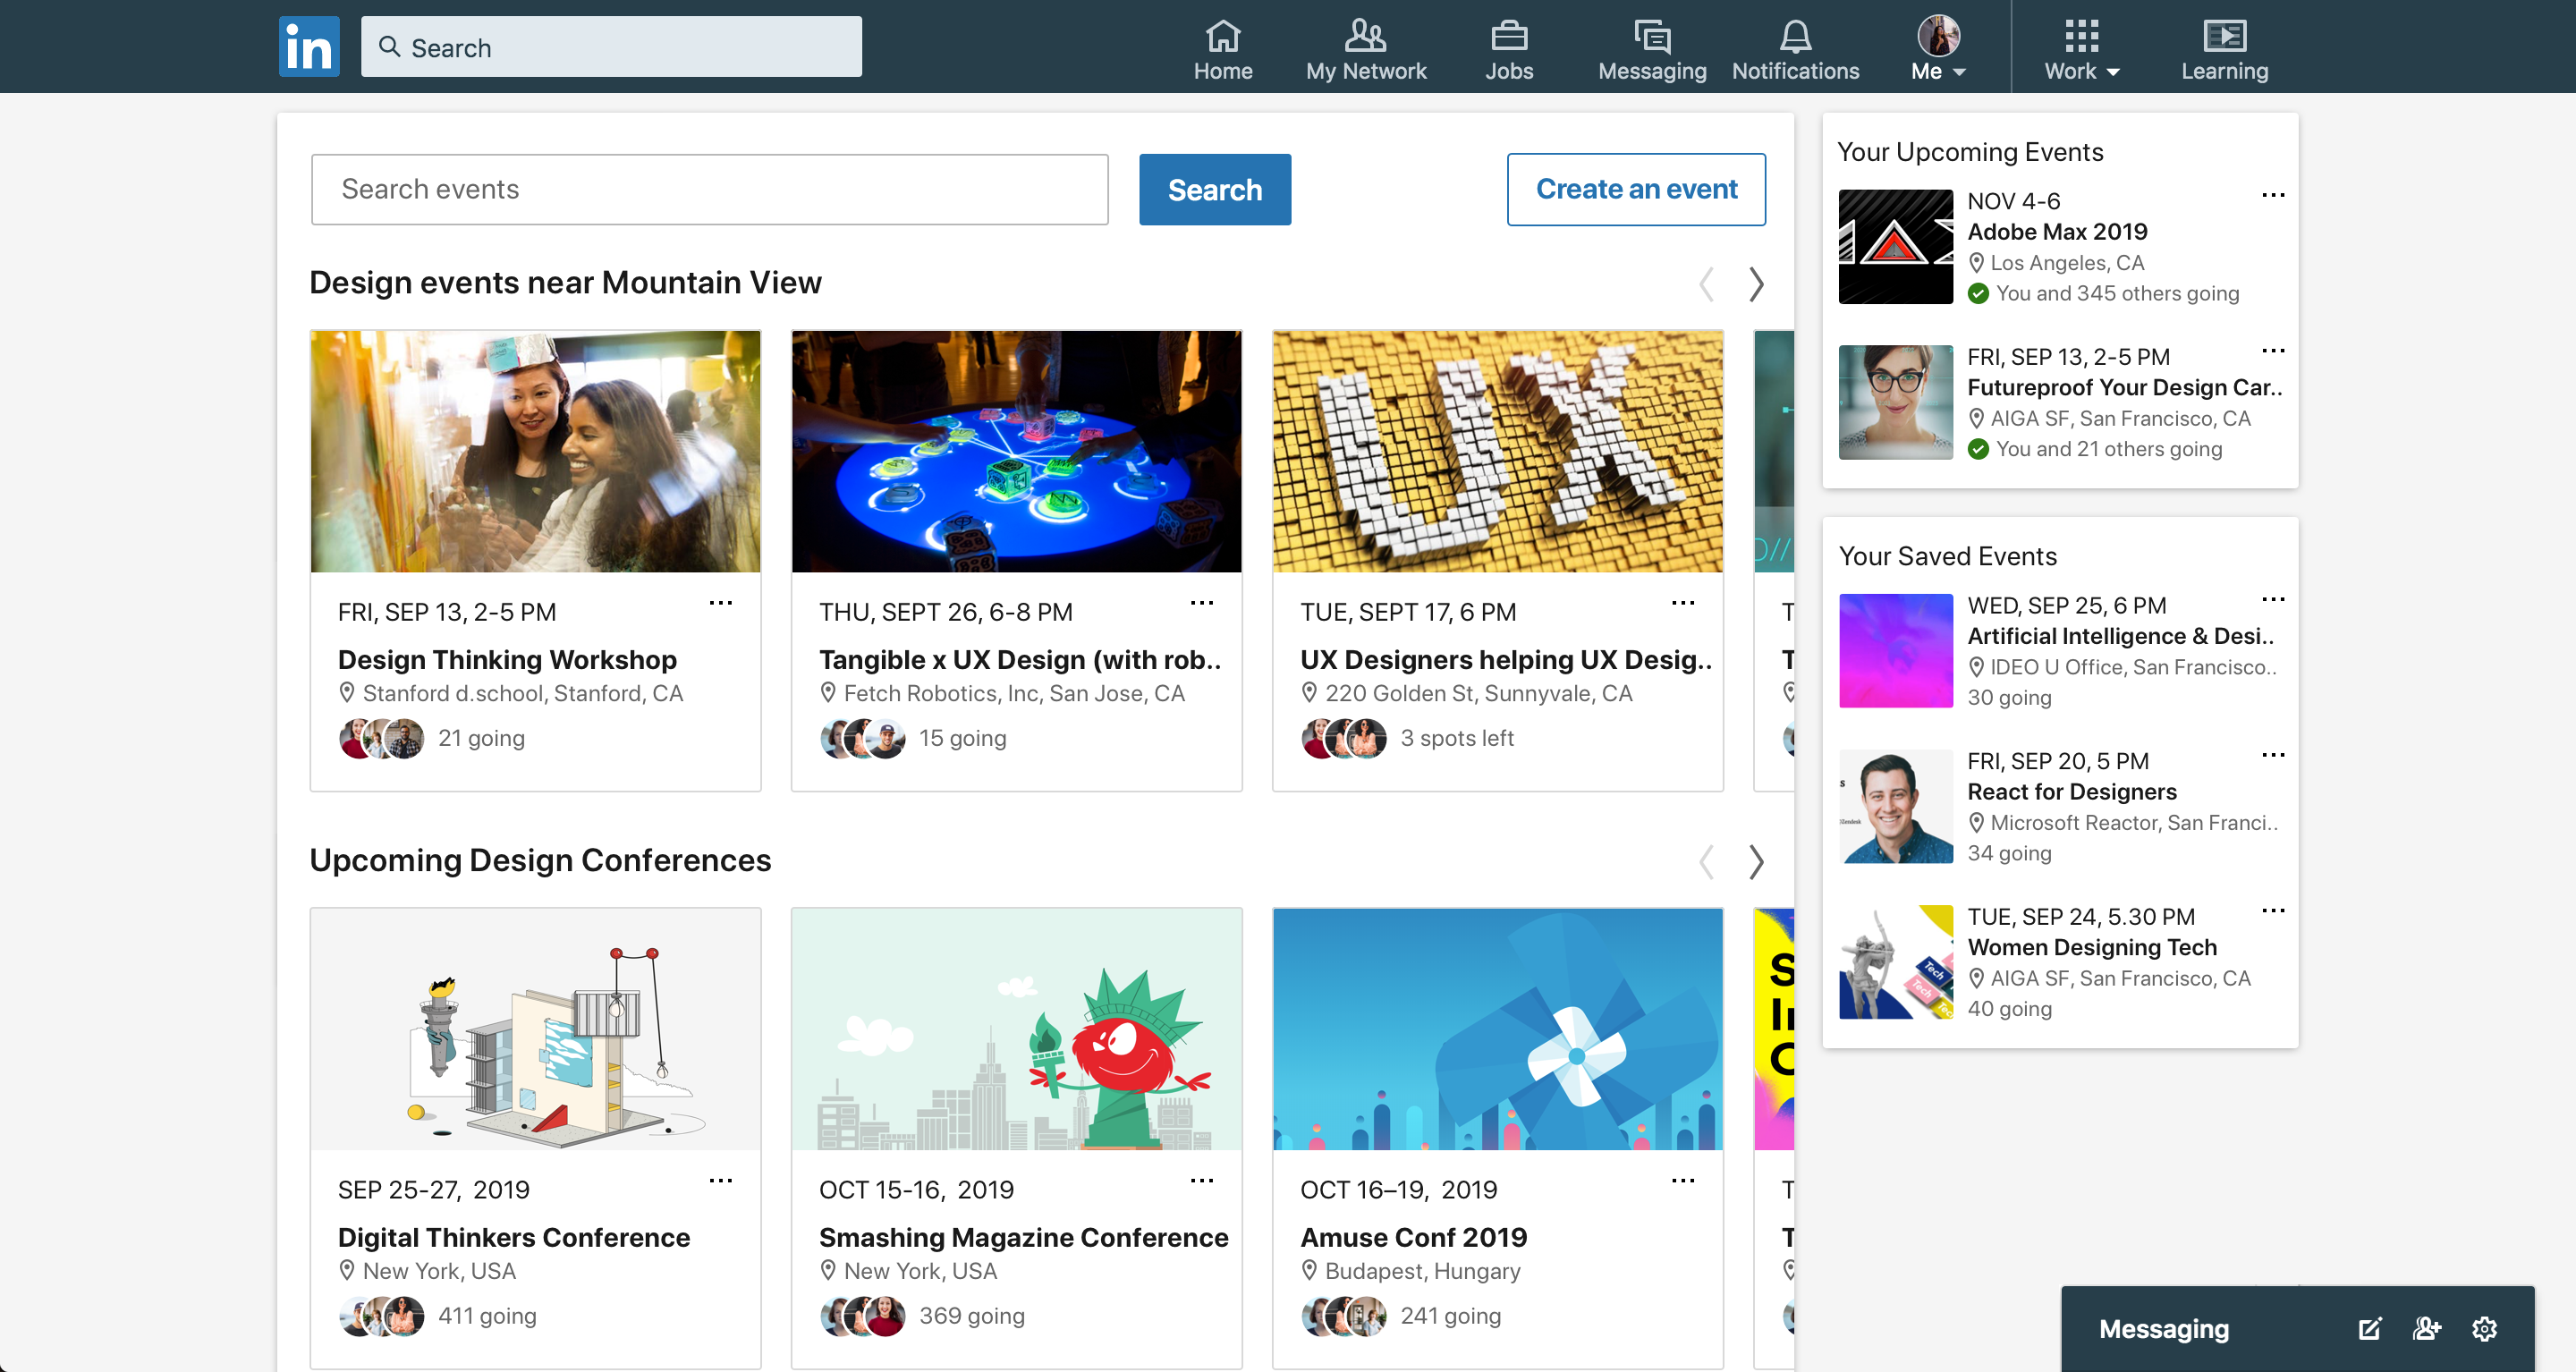 in
Search
Home
My Network
Jobs
Messaging
Notifications
Me
Work
Learning
Search events
Search
Create an event
Design events near Mountain View
UX
FRI, SEP 13, 2-5 PM
Design Thinking Workshop
Stanford d.school, Stanford, CA
21 going
THU, SEPT 26, 6-8 PM
Tangible x UX Design (with rob..
Fetch Robotics, Inc, San Jose, CA
15 going
TUE, SEPT 17, 6 PM
UX Designers helping UX Desig..
220 Golden St, Sunnyvale, CA
3 spots left
Upcoming Design Conferences
SEP 25-27, 2019
Digital Thinkers Conference
New York, USA
411 going
OCT 15-16, 2019
Smashing Magazine Conference
New York, USA
369 going
OCT 16–19, 2019
Amuse Conf 2019
Budapest, Hungary
241 going
Your Upcoming Events
NOV 4-6
Adobe Max 2019
Los Angeles, CA
You and 345 others going
FRI, SEP 13, 2-5 PM
Futureproof Your Design Car..
AIGA SF, San Francisco, CA
You and 21 others going
Your Saved Events
WED, SEP 25, 6 PM
Artificial Intelligence & Desi..
IDEO U Office, San Francisco..
30 going
FRI, SEP 20, 5 PM
React for Designers
Microsoft Reactor, San Franci..
34 going
TUE, SEP 24, 5.30 PM
Women Designing Tech
AIGA SF, San Francisco, CA
40 going
Tech
Tech
Messaging